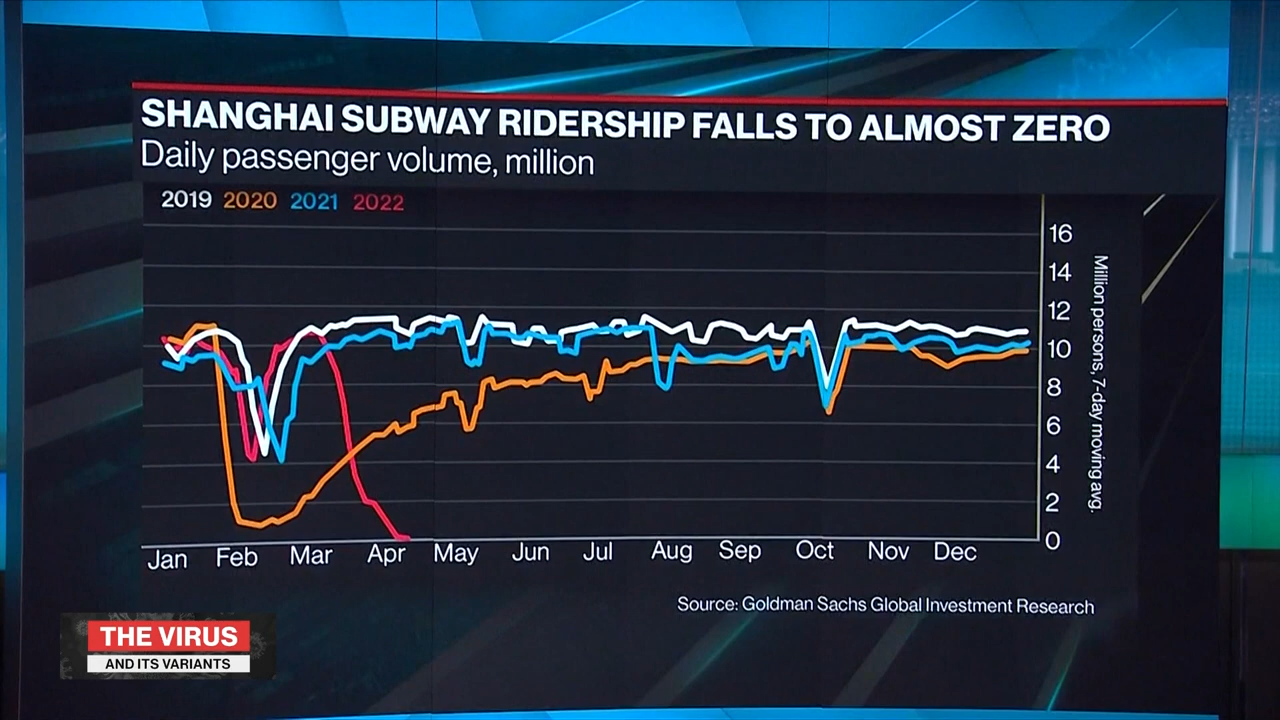 SHANGHAI SUBWAY RIDERSHIP FALLS TO ALMOST ZERO
Daily passenger volume, million
2019 2020 2021 2022
16
14
12
10
8
6
4
2
0
Million persons, 7-day moving avg.
Jan Feb Mar Apr May Jun Jul Aug Sep Oct Nov Dec
Source: Goldman Sachs Global Investment Research
THE VIRUS
AND ITS VARIANTS